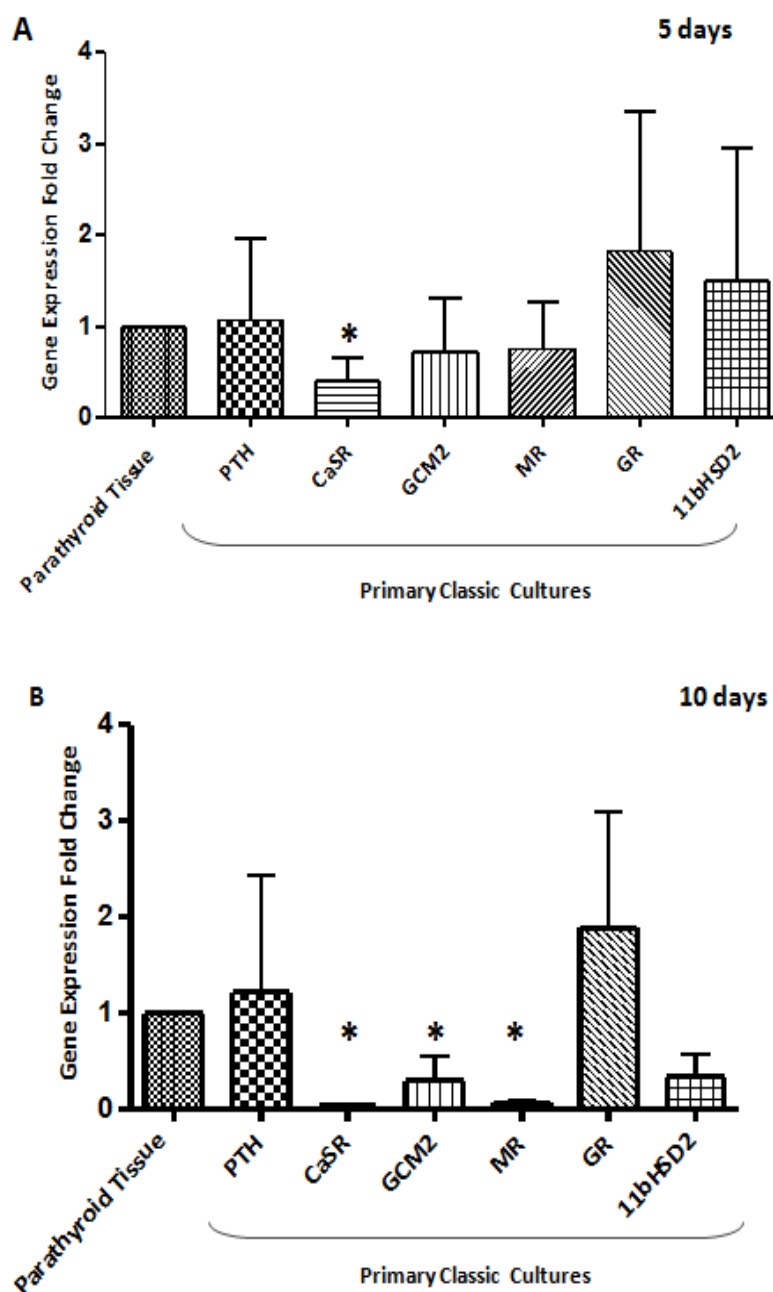 A
5 days
Gene Expression Fold Change
4
3
2
1
0
*
Parathyroid Tissue
PTH
CaSR
GCM2
MR
GR
11bHSD2
Primary Classic Cultures
B
10 days
Gene Expression Fold Change
4
3
2
1
0
* * *
Parathyroid Tissue
PTH
CaSR
GCM2
MR
GR
11bHSD2
Primary Classic Cultures